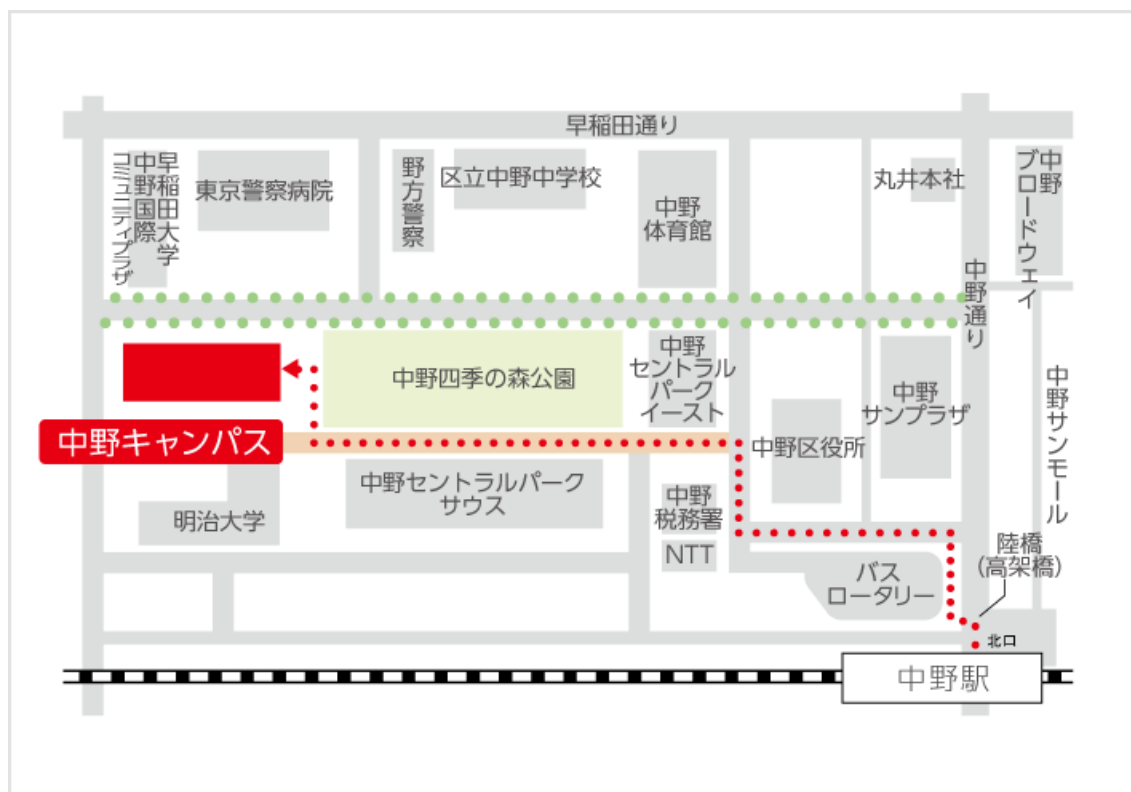 早稲田通り
早稲田大学
中野国際
コミュニティプラザ
東京警察病院
野方警察
区立中野中学校
中野
体育館
丸井本社
中野
ブロードウェイ
中野通り
中野四季の森公園
中野
セントラル
パーク
イースト
中野
サンプラザ
中野サンモール
中野キャンパス
中野区役所
中野セントラルパーク
サウス
中野
税務署
明治大学
NTT
バス
ロータリー
陸橋
(高架橋)
北口
中野駅